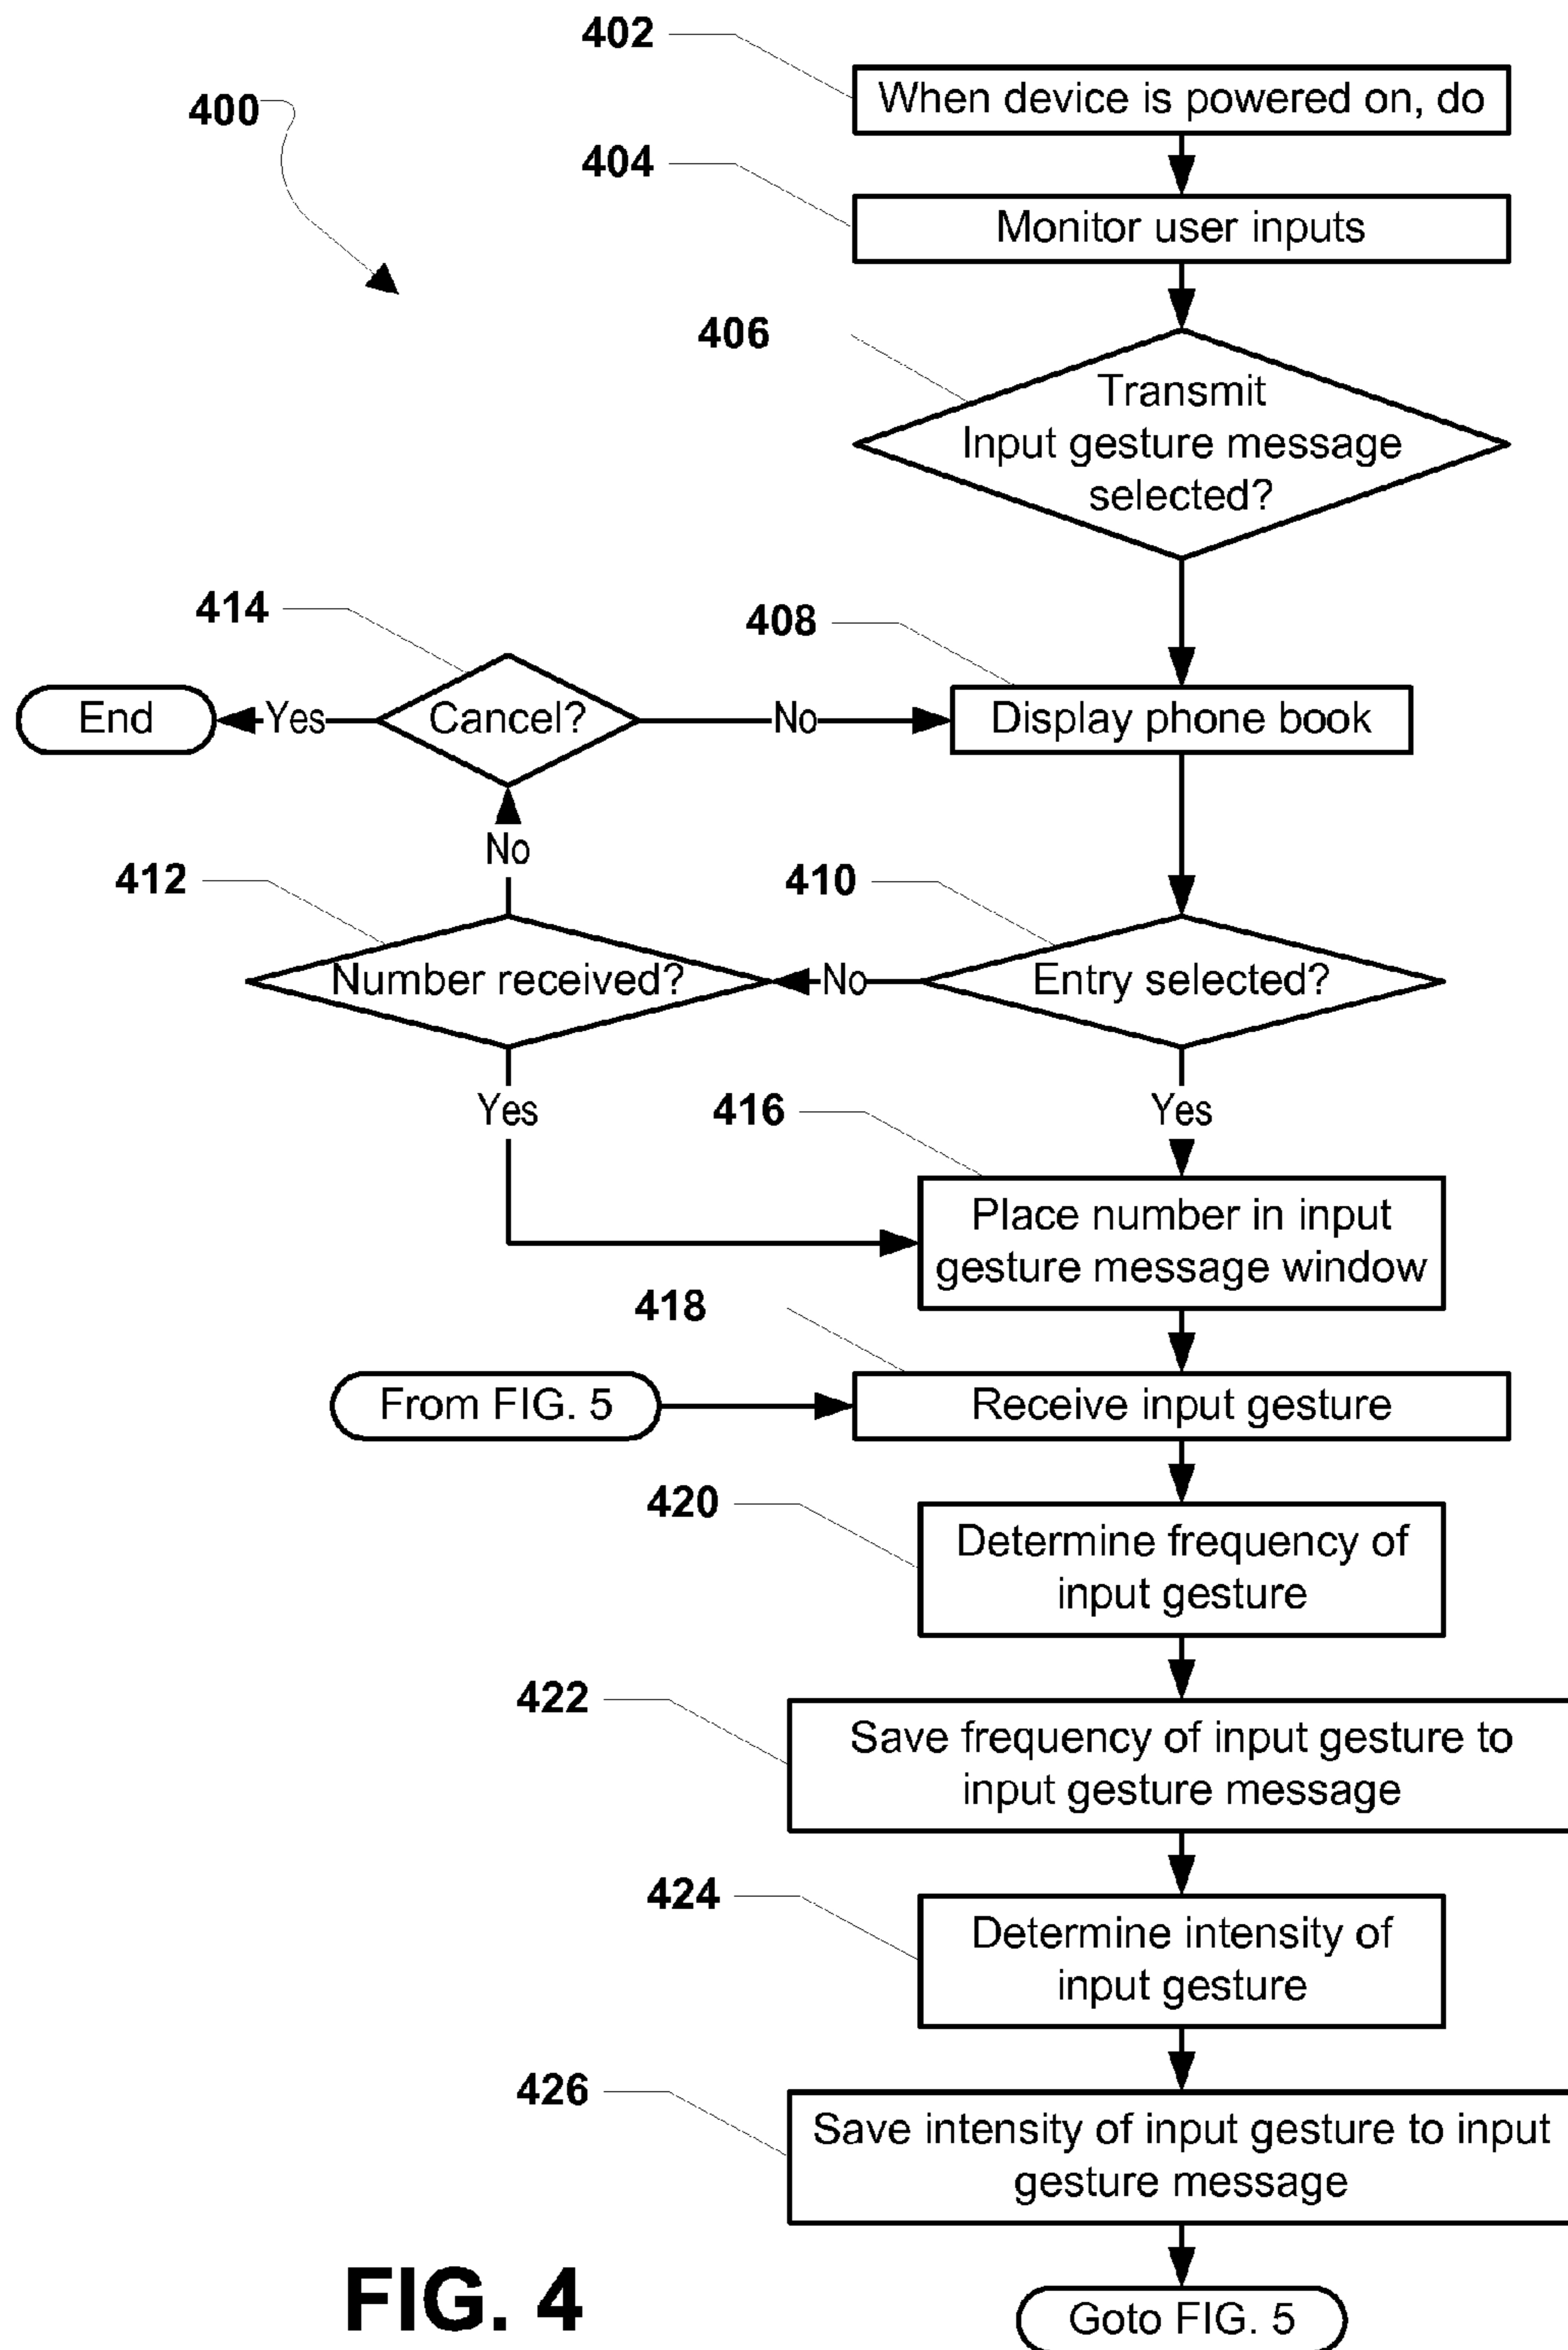 402
When device is powered on, do
400
404
Monitor user inputs
406
Transmit
Input gesture message
selected?
414
408
End
Yes
Cancel?
No
Display phone book
No
412
410
Number received?
No
Entry selected?
Yes
416
Yes
Place number in input
gesture message window
418
From FIG. 5
Receive input gesture
420
Determine frequency of
input gesture
422
Save frequency of input gesture to
input gesture message
424
Determine intensity of
input gesture
426
Save intensity of input gesture to input
gesture message
FIG. 4
Goto FIG. 5